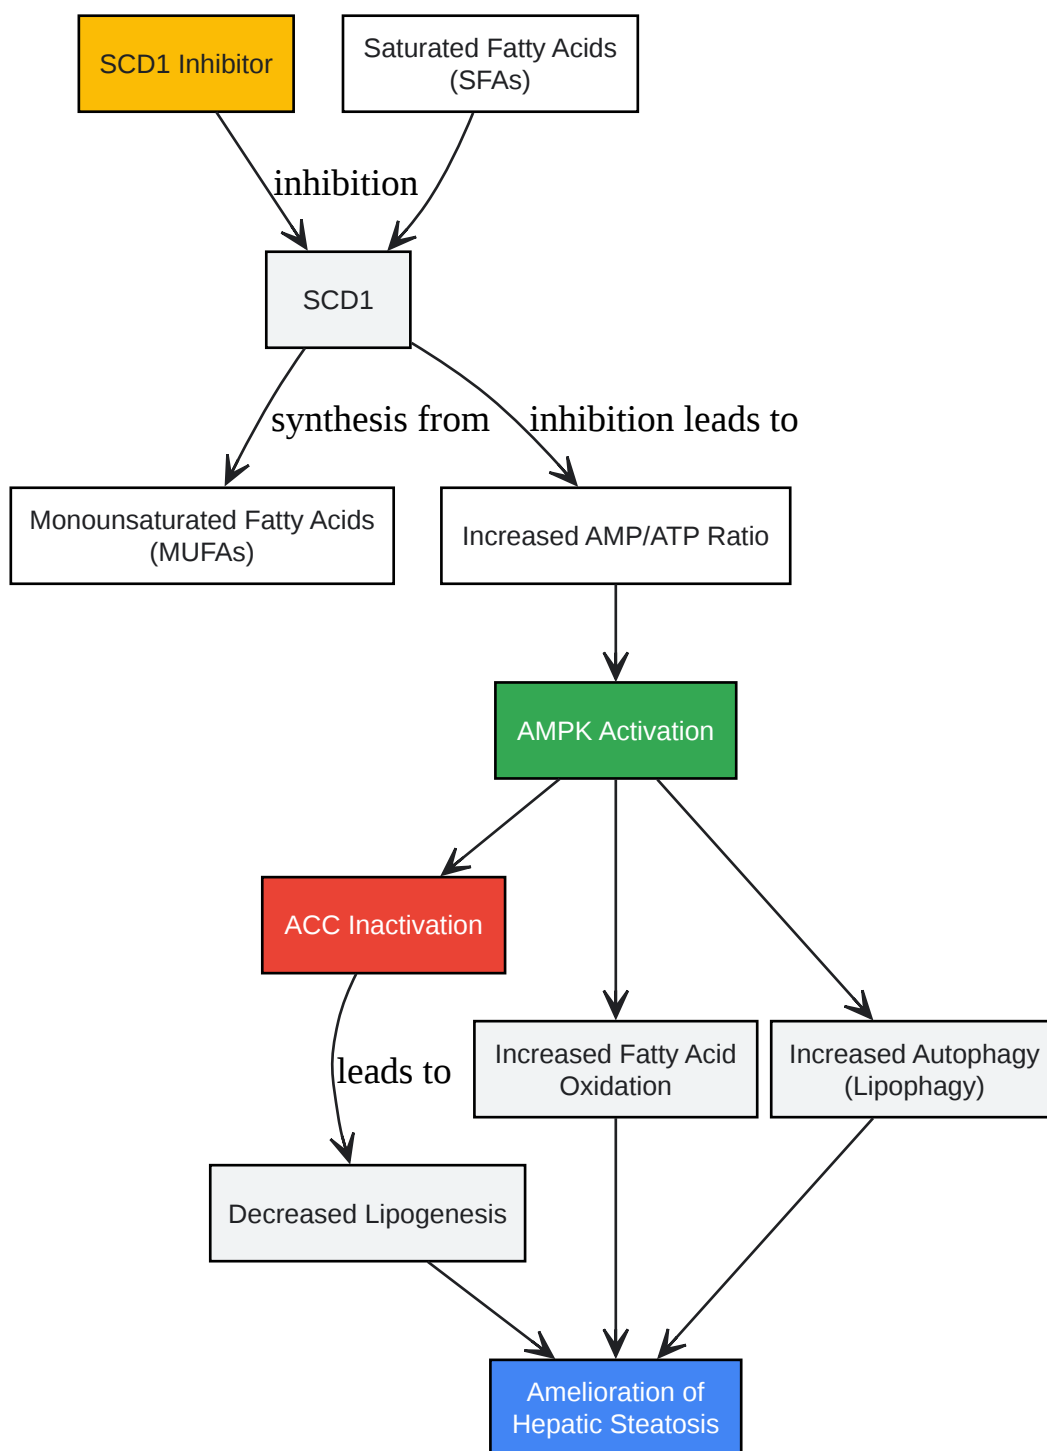 SCD1 Inhibitor
Saturated Fatty Acids
(SFAs)
inhibition
SCD1
synthesis from
inhibition leads to
Monounsaturated Fatty Acids
(MUFAs)
Increased AMP/ATP Ratio
AMPK Activation
ACC Inactivation
Increased Fatty Acid
Oxidation
Increased Autophagy
(Lipophagy)
leads to
Decreased Lipogenesis
Amelioration of
Hepatic Steatosis